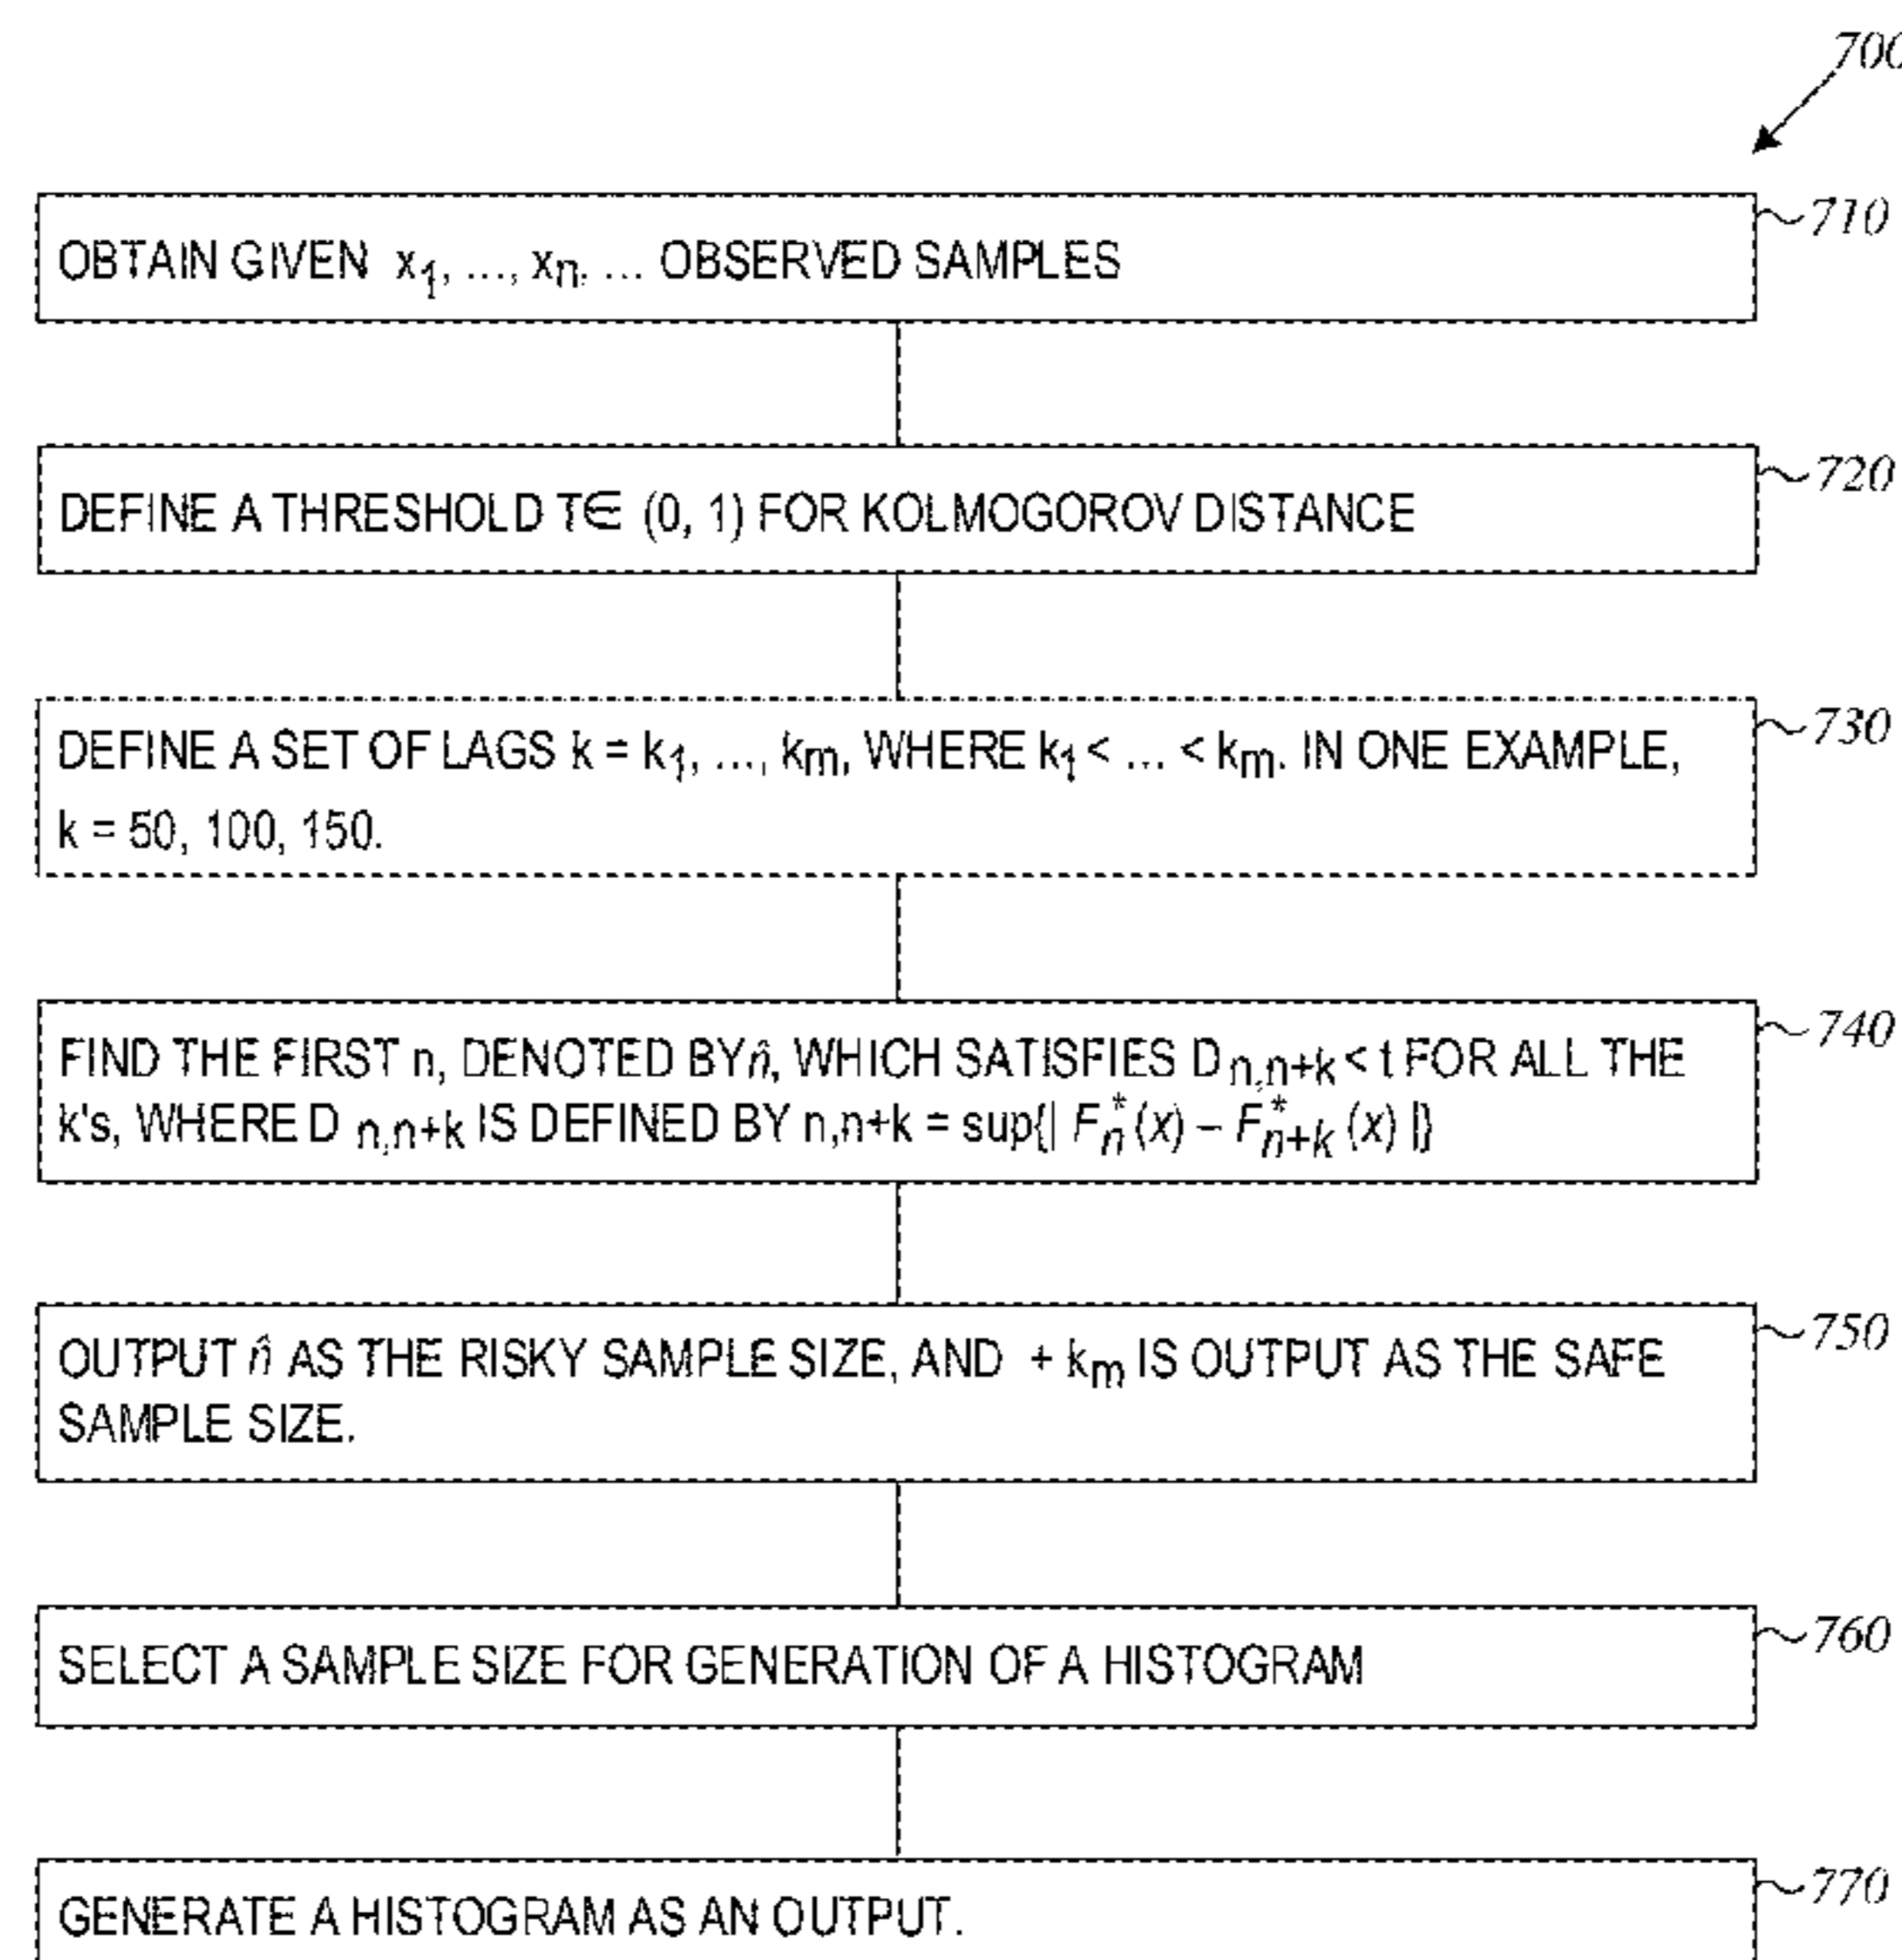 700
710
OBTAIN GIVEN x1, ..., xn, ... OBSERVED SAMPLES
720
DEFINE A THRESHOLD T∈ (0, 1) FOR KOLMOGOROV DISTANCE
730
DEFINE A SET OF LAGS k = k1, ..., km, WHERE k1 < ... < km. IN ONE EXAMPLE,
k = 50, 100, 150.
740
FIND THE FIRST n, DENOTED BY n̂, WHICH SATISFIES D n,n+k < t FOR ALL THE
k's, WHERE D n,n+k IS DEFINED BY n,n+k = sup{| F*n(x) – F*n+k (x) |}
750
OUTPUT n̂ AS THE RISKY SAMPLE SIZE, AND + km IS OUTPUT AS THE SAFE
SAMPLE SIZE.
760
SELECT A SAMPLE SIZE FOR GENERATION OF A HISTOGRAM
770
GENERATE A HISTOGRAM AS AN OUTPUT.